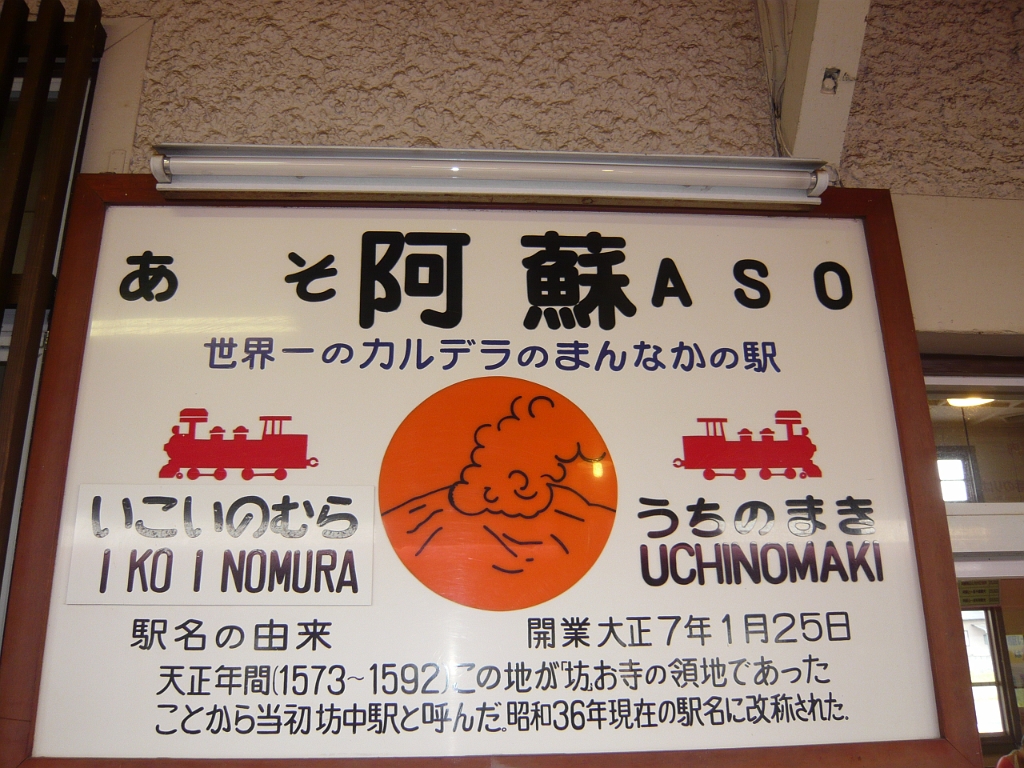 あ そ 阿 蘇 A S O
世界一のカルデラのまんなかの駅
いこいのむら うちのまき
IKOINOMURA UCHINOMAKI
駅名の由来 開業大正7年1月25日
天正年間(1573~1592)この地が「坊」お寺の領地であった
ことから当初坊中駅と呼んだ。昭和36年現在の駅名に改称された.